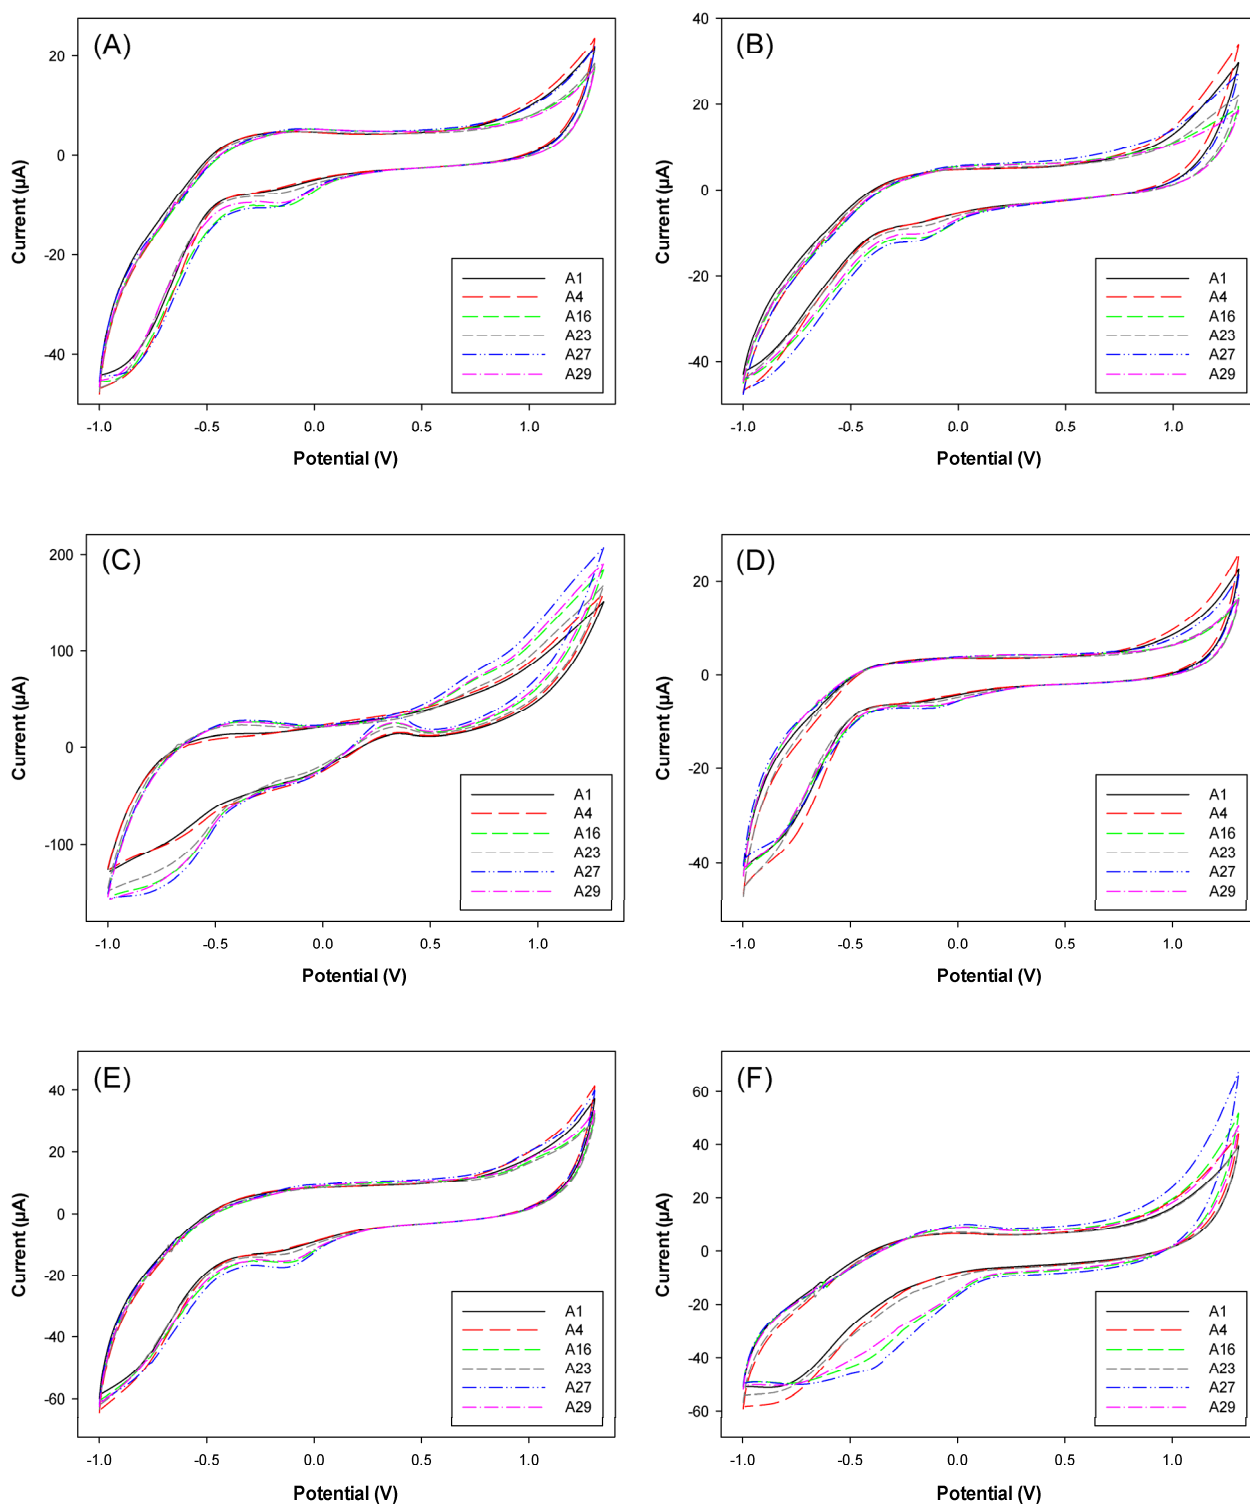 (A)
20
0
-20
-40
Current (µA)
-1.0 -0.5 0.0 0.5 1.0
Potential (V)
A1
A4
A16
A23
A27
A29
(B)
40
20
0
-20
-40
Current (µA)
-1.0 -0.5 0.0 0.5 1.0
Potential (V)
A1
A4
A16
A23
A27
A29
(C)
200
100
0
-100
Current (µA)
-1.0 -0.5 0.0 0.5 1.0
Potential (V)
A1
A4
A16
A23
A27
A29
(D)
20
0
-20
-40
Current (µA)
-1.0 -0.5 0.0 0.5 1.0
Potential (V)
A1
A4
A16
A23
A27
A29
(E)
40
20
0
-20
-40
-60
Current (µA)
-1.0 -0.5 0.0 0.5 1.0
Potential (V)
A1
A4
A16
A23
A27
A29
(F)
60
40
20
0
-20
-40
-60
Current (µA)
-1.0 -0.5 0.0 0.5 1.0
Potential (V)
A1
A4
A16
A23
A27
A29